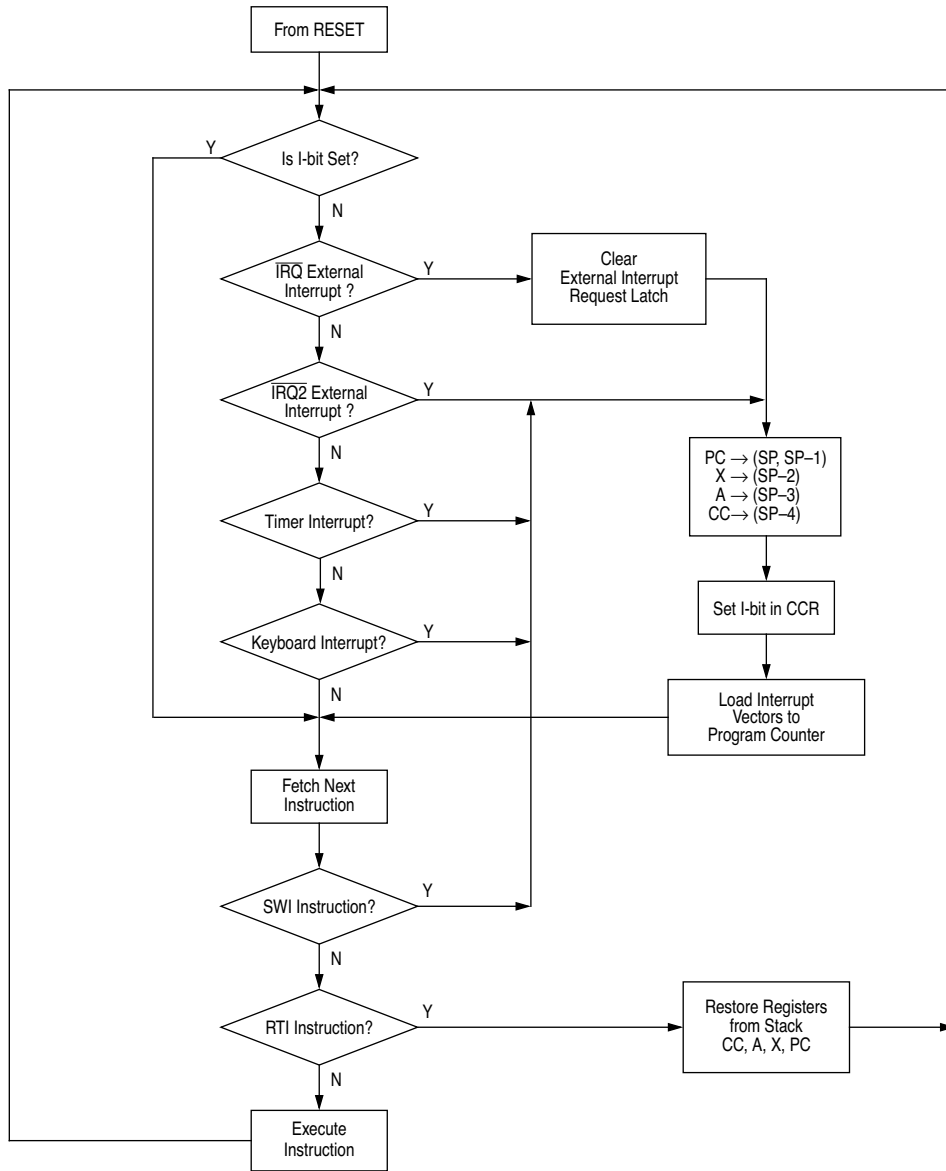 From RESET
Y
Is I-bit Set?
N
IRQ External
Interrupt ?
Y
Clear
External Interrupt
Request Latch
N
IRQ2 External
Interrupt ?
Y
N
PC → (SP, SP–1)
X → (SP–2)
A → (SP–3)
CC→ (SP–4)
Timer Interrupt?
Y
N
Set I-bit in CCR
Keyboard Interrupt?
Y
N
Load Interrupt
Vectors to
Program Counter
Fetch Next
Instruction
SWI Instruction?
Y
N
RTI Instruction?
Y
Restore Registers
from Stack
CC, A, X, PC
N
Execute
Instruction